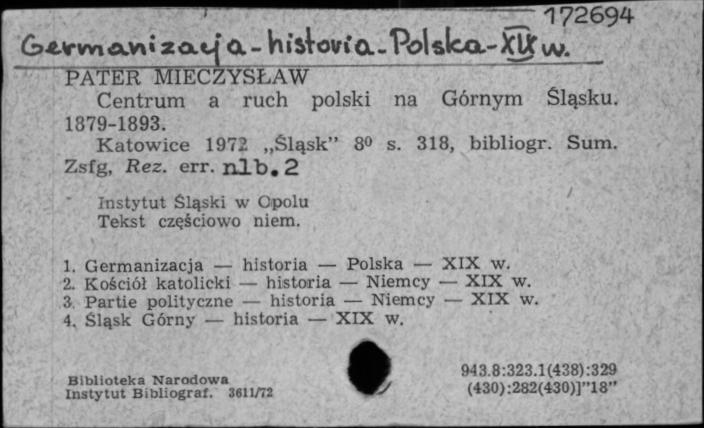 172694
Germanizacja - historia - Polska - XIX w.
PATER MIECZYSŁAW
Centrum a ruch polski na Górnym Śląsku.
1879-1893.
Katowice 1972 „Śląsk” 8⁰ s. 318, bibliogr. Sum.
Zsfg, Rez. err. nlb. 2
Instytut Śląski w Opolu
Tekst częściowo niem.
1. Germanizacja — historia — Polska — XIX w.
2. Kościół katolicki — historia — Niemcy — XIX w.
3. Partie polityczne — historia — Niemcy — XIX w.
4. Śląsk Górny — historia — XIX w.
943.8:323.1(438):329
(430):282(430)]”18”
Biblioteka Narodowa
Instytut Bibliograf. 3611/72